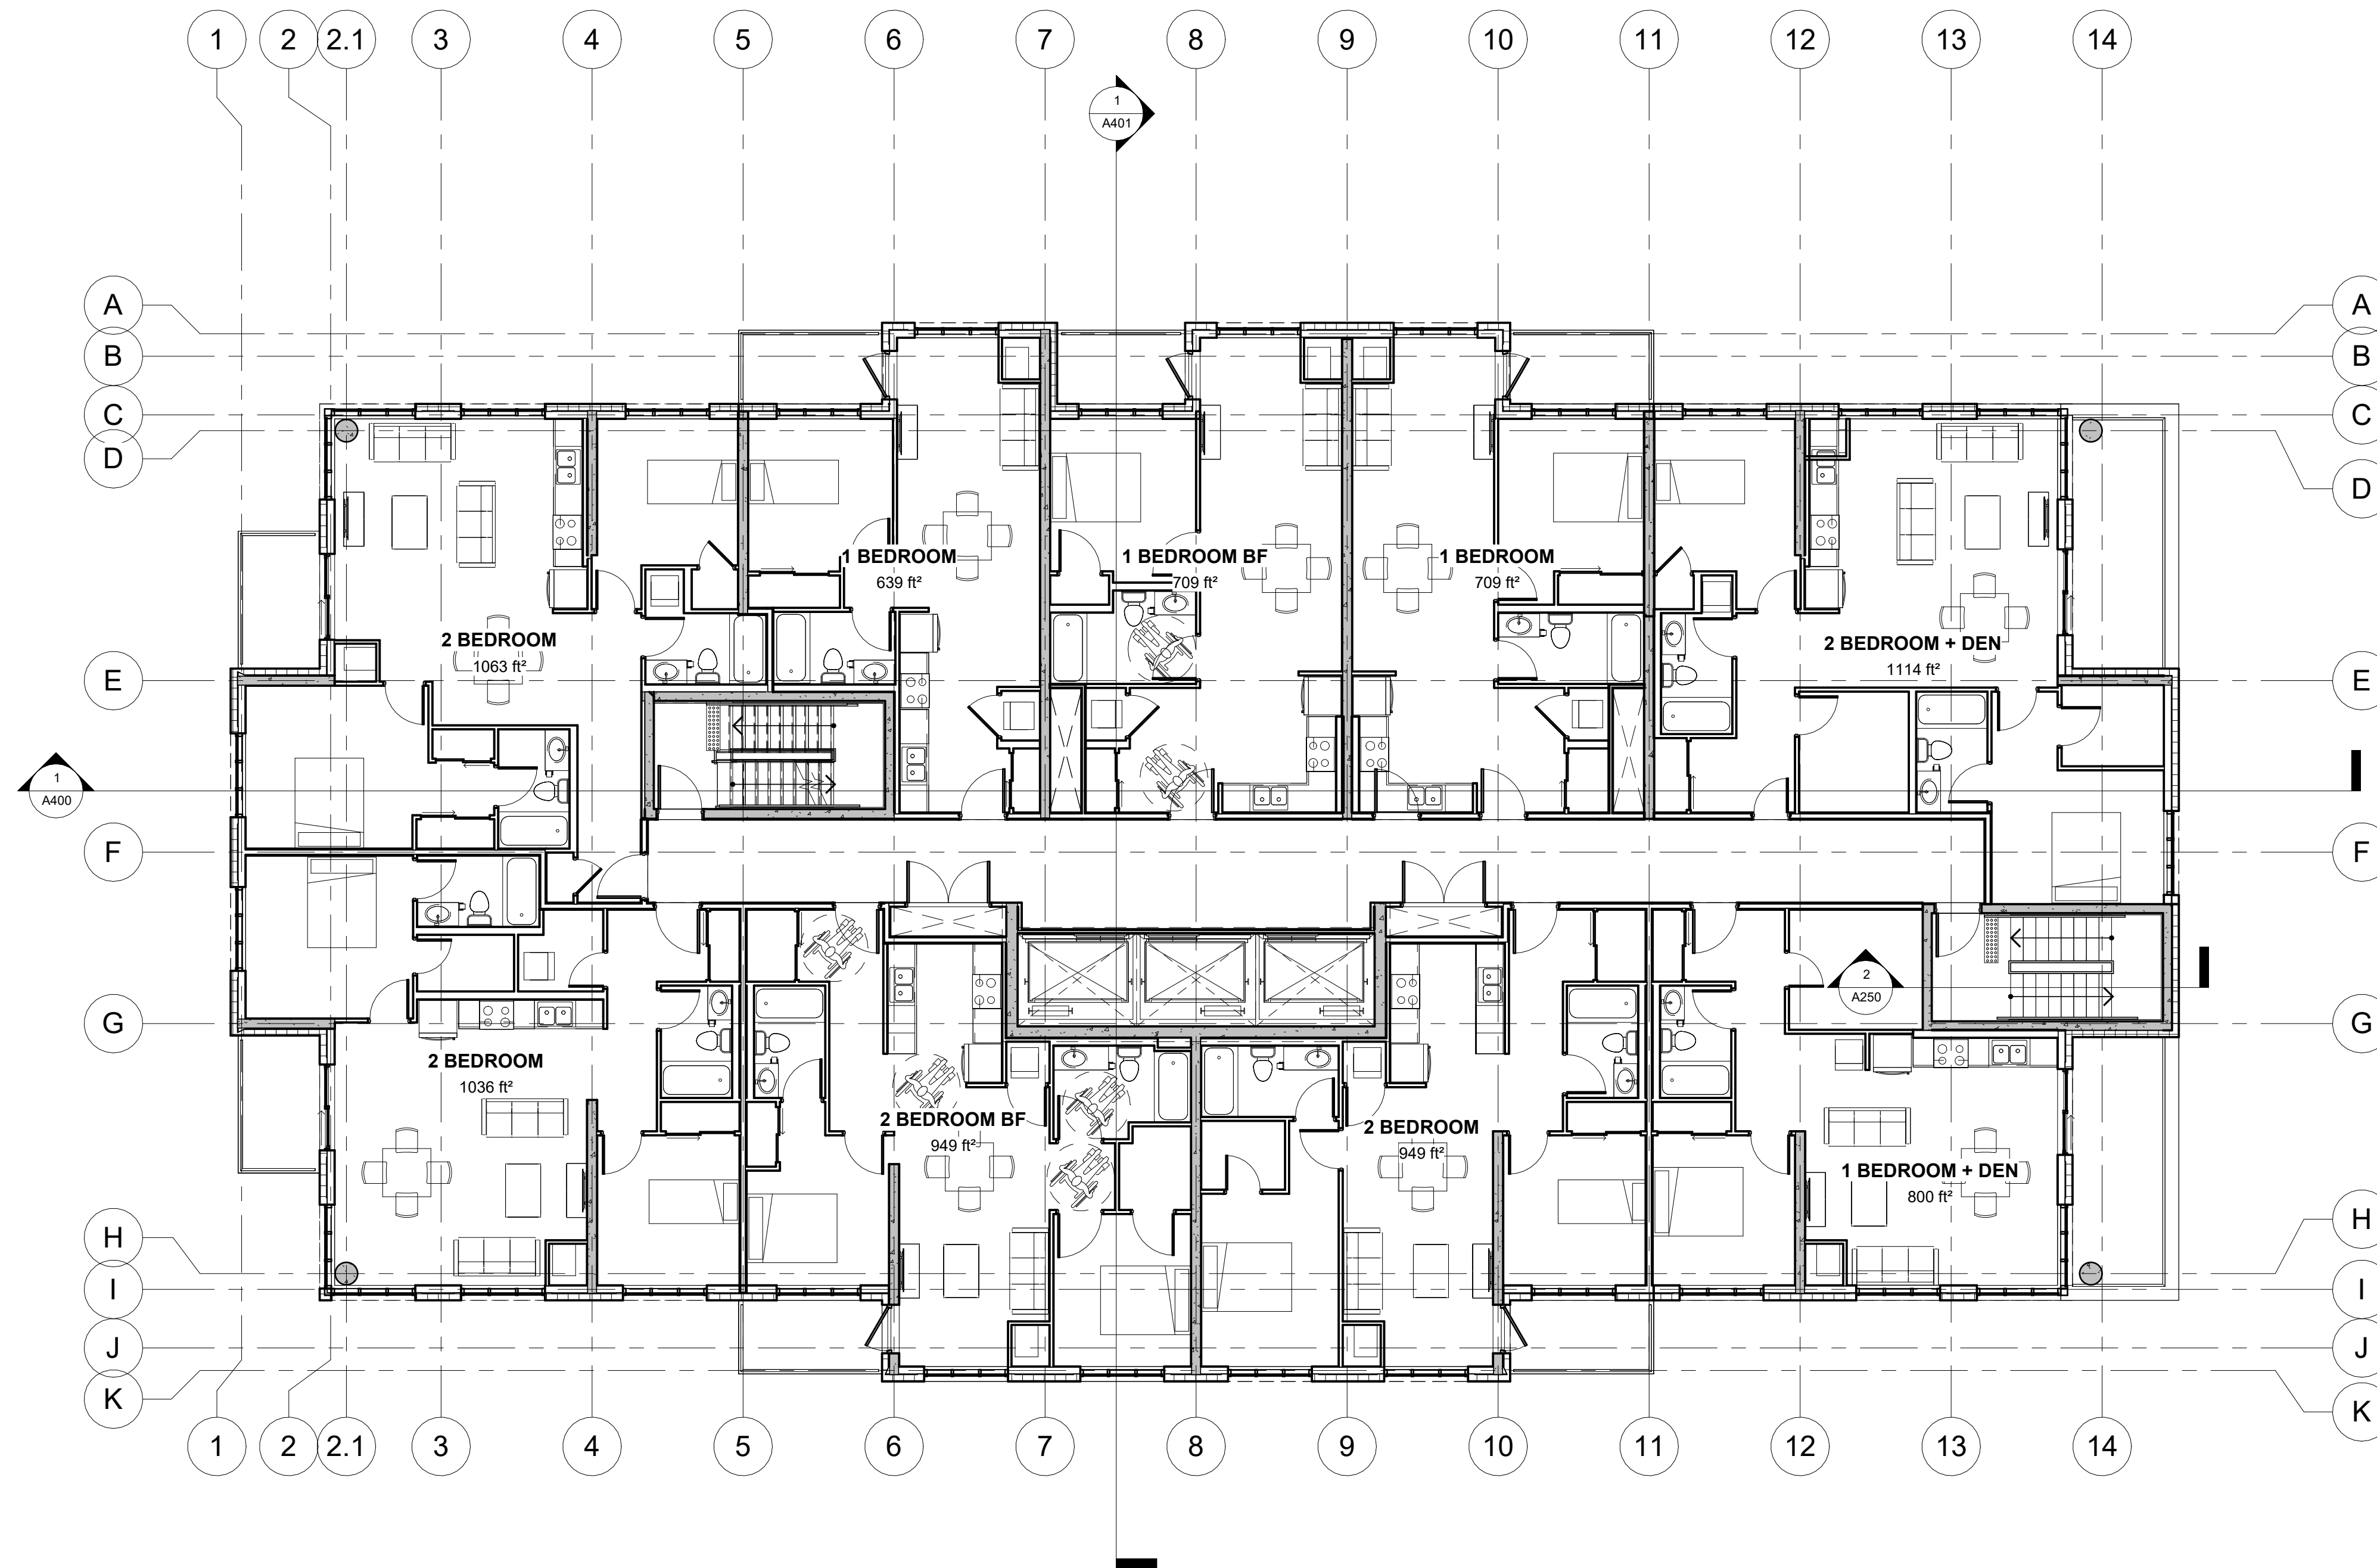 1 2 2.1 3 4 5 6 7 8 9 10 11 12 13 14
1
A401
A A
B B
C C
D D
1 BEDROOM 1 BEDROOM BF 1 BEDROOM
639 ft² 709 ft² 709 ft²
2 BEDROOM 2 BEDROOM + DEN
1063 ft² 1114 ft²
E E
1
A400
F F
2
A250
G G
2 BEDROOM
1036 ft²
2 BEDROOM BF 2 BEDROOM
949 ft² 949 ft²
1 BEDROOM + DEN
800 ft²
H H
I I
J J
K K
1 2 2.1 3 4 5 6 7 8 9 10 11 12 13 14